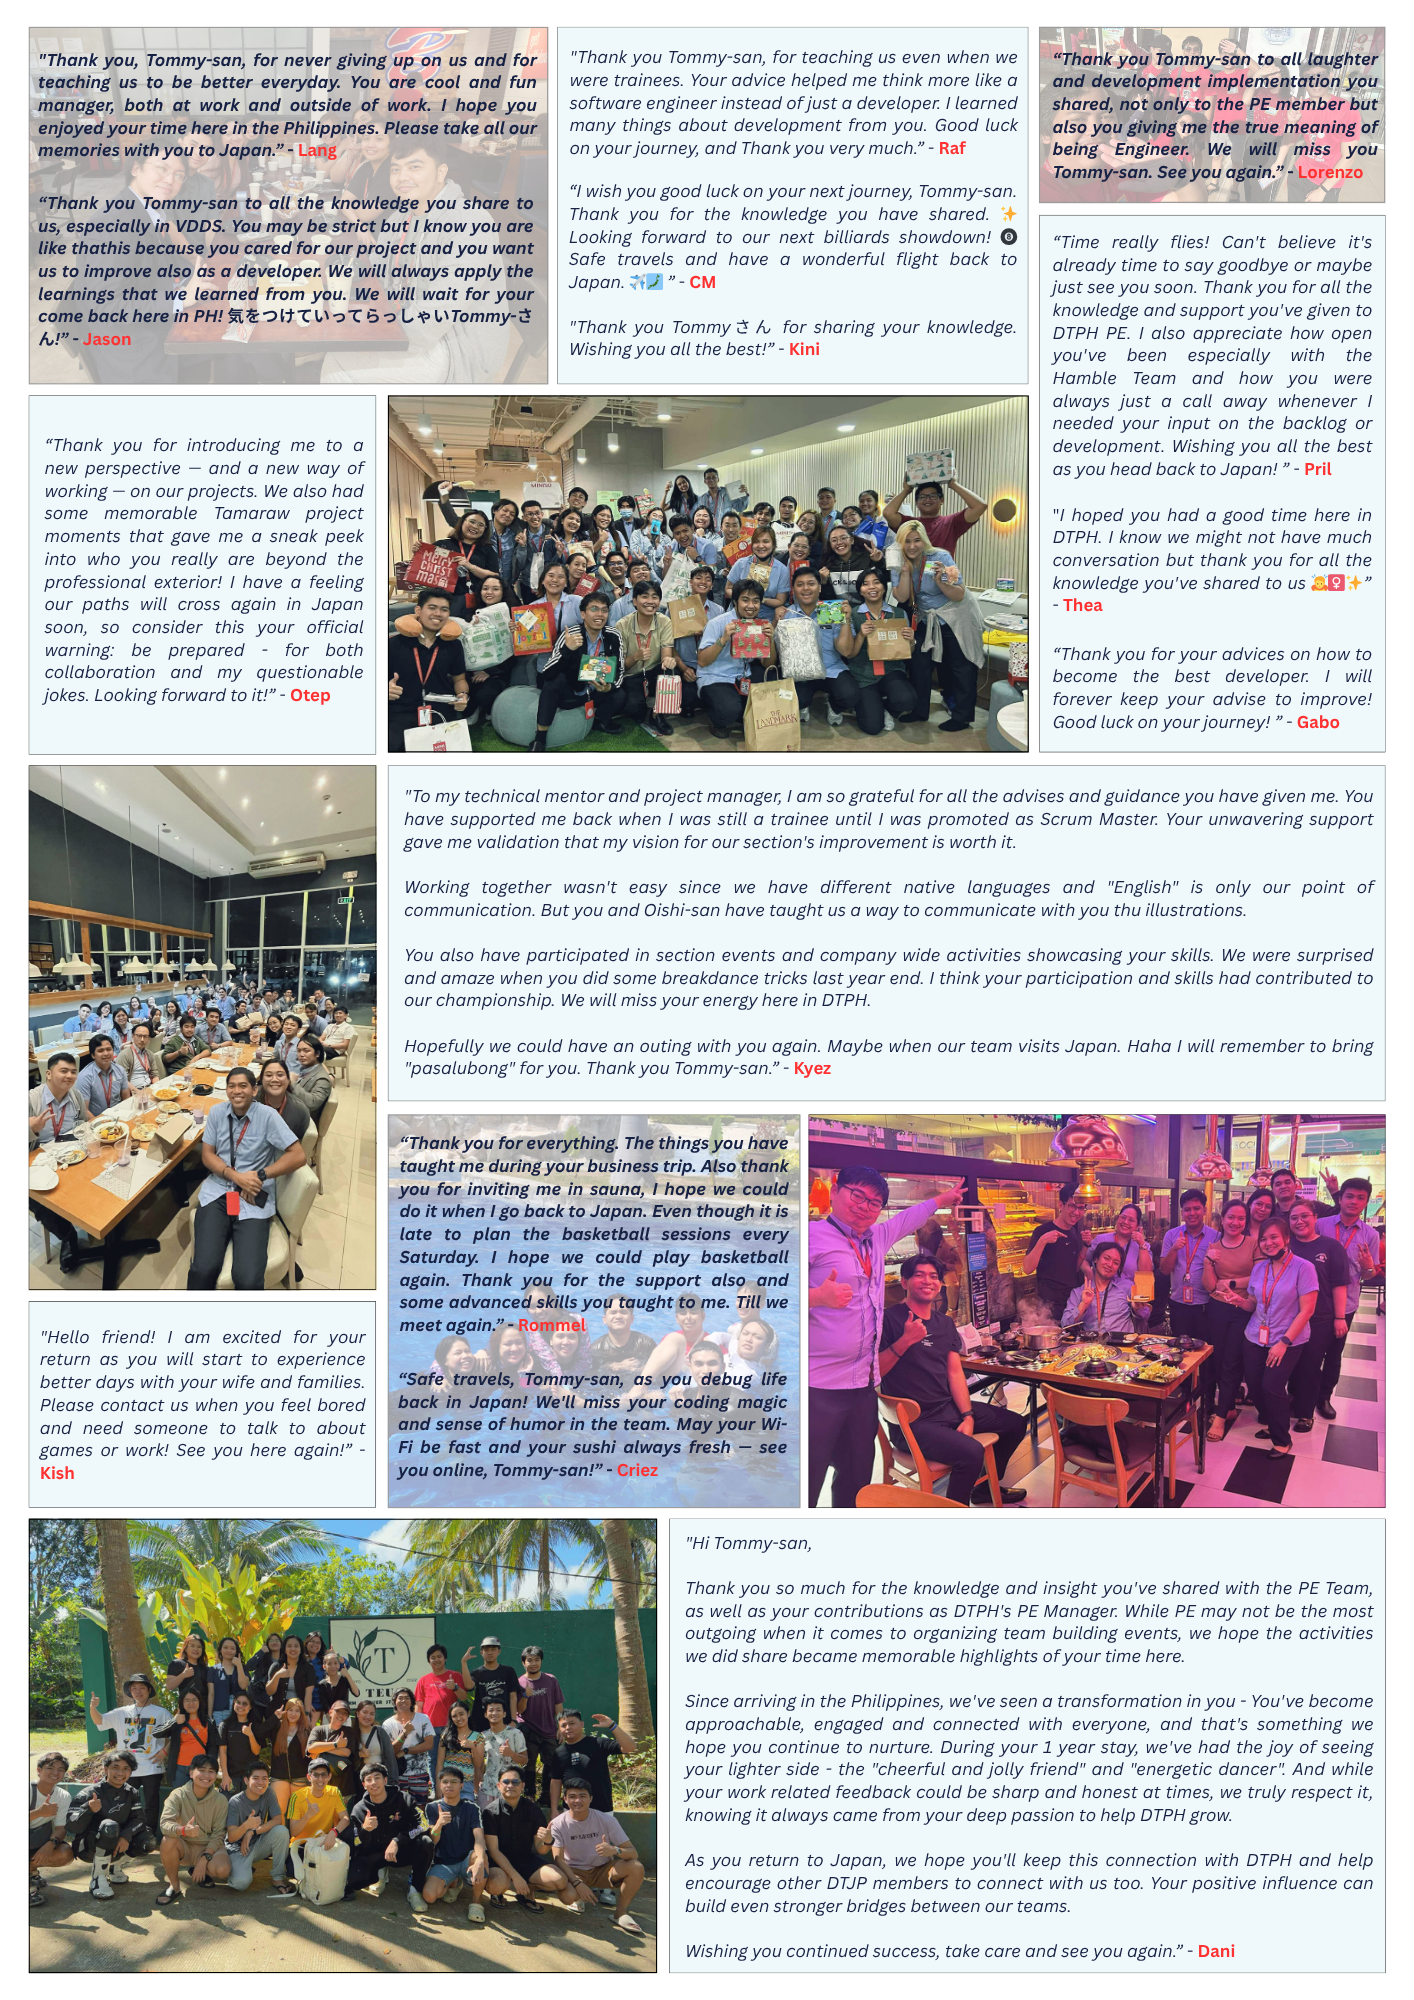 "Thank you, Tommy-san, for never giving up on us and for
teaching us to be better everyday. You are cool and fun
manager, both at work and outside of work. I hope you
enjoyed your time here in the Philippines. Please take all our
memories with you to Japan.” - Lang
“Thank you Tommy-san to all the knowledge you share to
us, especially in VDDS. You may be strict but I know you are
like thathis because you cared for our project and you want
us to improve also as a developer. We will always apply the
learnings that we learned from you. We will wait for your
come back here in PH! 気をつけていってらっしゃいTommy-さ
ん!” - Jason
"Thank you Tommy-san, for teaching us even when we
were trainees. Your advice helped me think more like a
software engineer instead of just a developer. I learned
many things about development from you. Good luck
on your journey, and Thank you very much.” - Raf
“I wish you good luck on your next journey, Tommy-san.
Thank you for the knowledge you have shared. ✨
Looking forward to our next billiards showdown! 🎱
Safe travels and have a wonderful flight back to
Japan. ✈️🗾 ” - CM
"Thank you Tommy さん for sharing your knowledge.
Wishing you all the best!” - Kini
“Thank you Tommy-san to all laughter
and development implementation you
shared, not only to the PE member but
also you giving me the true meaning of
being Engineer. We will miss you
Tommy-san. See you again.” - Lorenzo
“Time really flies! Can't believe it's
already time to say goodbye or maybe
just see you soon. Thank you for all the
knowledge and support you've given to
DTPH PE. I also appreciate how open
you've been especially with the
Hamble Team and how you were
always just a call away whenever I
needed your input on the backlog or
development. Wishing you all the best
as you head back to Japan! ” - Pril
"I hoped you had a good time here in
DTPH. I know we might not have much
conversation but thank you for all the
knowledge you've shared to us 🙇♀️✨”
- Thea
“Thank you for your advices on how to
become the best developer. I will
forever keep your advise to improve!
Good luck on your journey! ” - Gabo
“Thank you for introducing me to a
new perspective — and a new way of
working — on our projects. We also had
some memorable Tamaraw project
moments that gave me a sneak peek
into who you really are beyond the
professional exterior! I have a feeling
our paths will cross again in Japan
soon, so consider this your official
warning: be prepared - for both
collaboration and my questionable
jokes. Looking forward to it!” - Otep
MINISO
MERRY
CHRIST
mas
joyful
THE
LANDMARK
"To my technical mentor and project manager, I am so grateful for all the advises and guidance you have given me. You
have supported me back when I was still a trainee until I was promoted as Scrum Master. Your unwavering support
gave me validation that my vision for our section's improvement is worth it.
Working together wasn't easy since we have different native languages and "English" is only our point of
communication. But you and Oishi-san have taught us a way to communicate with you thu illustrations.
You also have participated in section events and company wide activities showcasing your skills. We were surprised
and amaze when you did some breakdance tricks last year end. I think your participation and skills had contributed to
our championship. We will miss your energy here in DTPH.
Hopefully we could have an outing with you again. Maybe when our team visits Japan. Haha I will remember to bring
"pasalubong" for you. Thank you Tommy-san.” - Kyez
“Thank you for everything. The things you have
taught me during your business trip. Also thank
you for inviting me in sauna, I hope we could
do it when I go back to Japan. Even though it is
late to plan the basketball sessions every
Saturday. I hope we could play basketball
again. Thank you for the support also and
some advanced skills you taught to me. Till we
meet again.” - Rommel
“Safe travels, Tommy-san, as you debug life
back in Japan! We'll miss your coding magic
and sense of humor in the team. May your Wi-
Fi be fast and your sushi always fresh — see
you online, Tommy-san!” - Criez
"Hello friend! I am excited for your
return as you will start to experience
better days with your wife and families.
Please contact us when you feel bored
and need someone to talk to about
games or work! See you here again!” -
Kish
T
TEU
"Hi Tommy-san,
Thank you so much for the knowledge and insight you've shared with the PE Team,
as well as your contributions as DTPH's PE Manager. While PE may not be the most
outgoing when it comes to organizing team building events, we hope the activities
we did share became memorable highlights of your time here.
Since arriving in the Philippines, we've seen a transformation in you - You've become
approachable, engaged and connected with everyone, and that's something we
hope you continue to nurture. During your 1 year stay, we've had the joy of seeing
your lighter side - the "cheerful and jolly friend" and "energetic dancer". And while
your work related feedback could be sharp and honest at times, we truly respect it,
knowing it always came from your deep passion to help DTPH grow.
As you return to Japan, we hope you'll keep this connection with DTPH and help
encourage other DTJP members to connect with us too. Your positive influence can
build even stronger bridges between our teams.
Wishing you continued success, take care and see you again.” - Dani